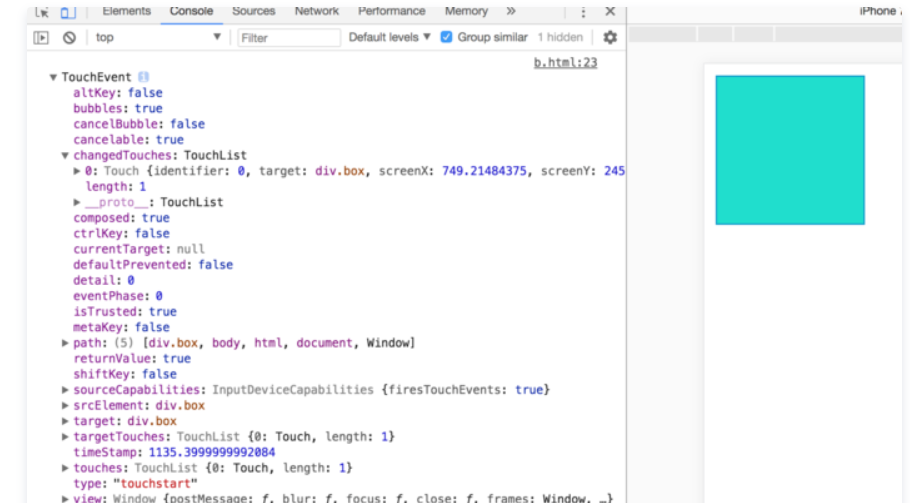 Elements Console Sources Network Performance Memory » iPhone
top Filter Default levels Group similar 1 hidden
b.html:23
TouchEvent
altKey: false
bubbles: true
cancelBubble: false
cancelable: true
changedTouches: TouchList
0: Touch {identifier: 0, target: div.box, screenX: 749.21484375, screenY: 245
length: 1
__proto__: TouchList
composed: true
ctrlKey: false
currentTarget: null
defaultPrevented: false
detail: 0
eventPhase: 0
isTrusted: true
metaKey: false
path: (5) [div.box, body, html, document, Window]
returnValue: true
shiftKey: false
sourceCapabilities: InputDeviceCapabilities {firesTouchEvents: true}
srcElement: div.box
target: div.box
targetTouches: TouchList {0: Touch, length: 1}
timeStamp: 1135.3999999992084
touches: TouchList {0: Touch, length: 1}
type: "touchstart"
view: Window {postMessage: ƒ, blur: ƒ, focus: ƒ, close: ƒ, frames: Window, …}